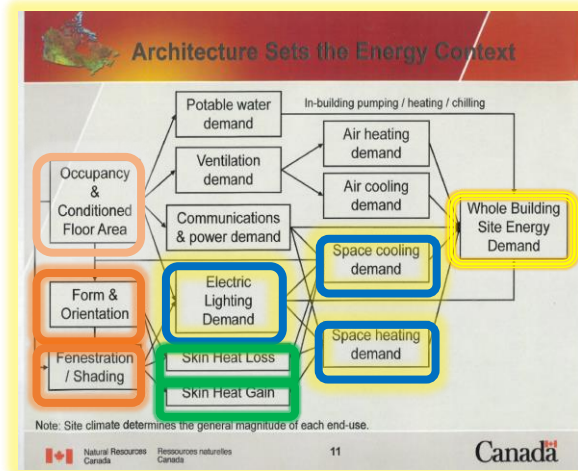 Architecture Sets the Energy Context
Potable water
demand
In-building pumping / heating / chilling
Ventilation
demand
Air heating
demand
Air cooling
demand
Occupancy
&
Conditioned
Floor Area
Communications
& power demand
Whole Building
Site Energy
Demand
Space cooling
demand
Form &
Orientation
Electric
Lighting
Demand
Space heating
demand
Fenestration
/ Shading
Skin Heat Loss
Skin Heat Gain
Note: Site climate determines the general magnitude of each end-use.
Natural Resources
Canada
Ressources naturelles
Canada
11
Canada